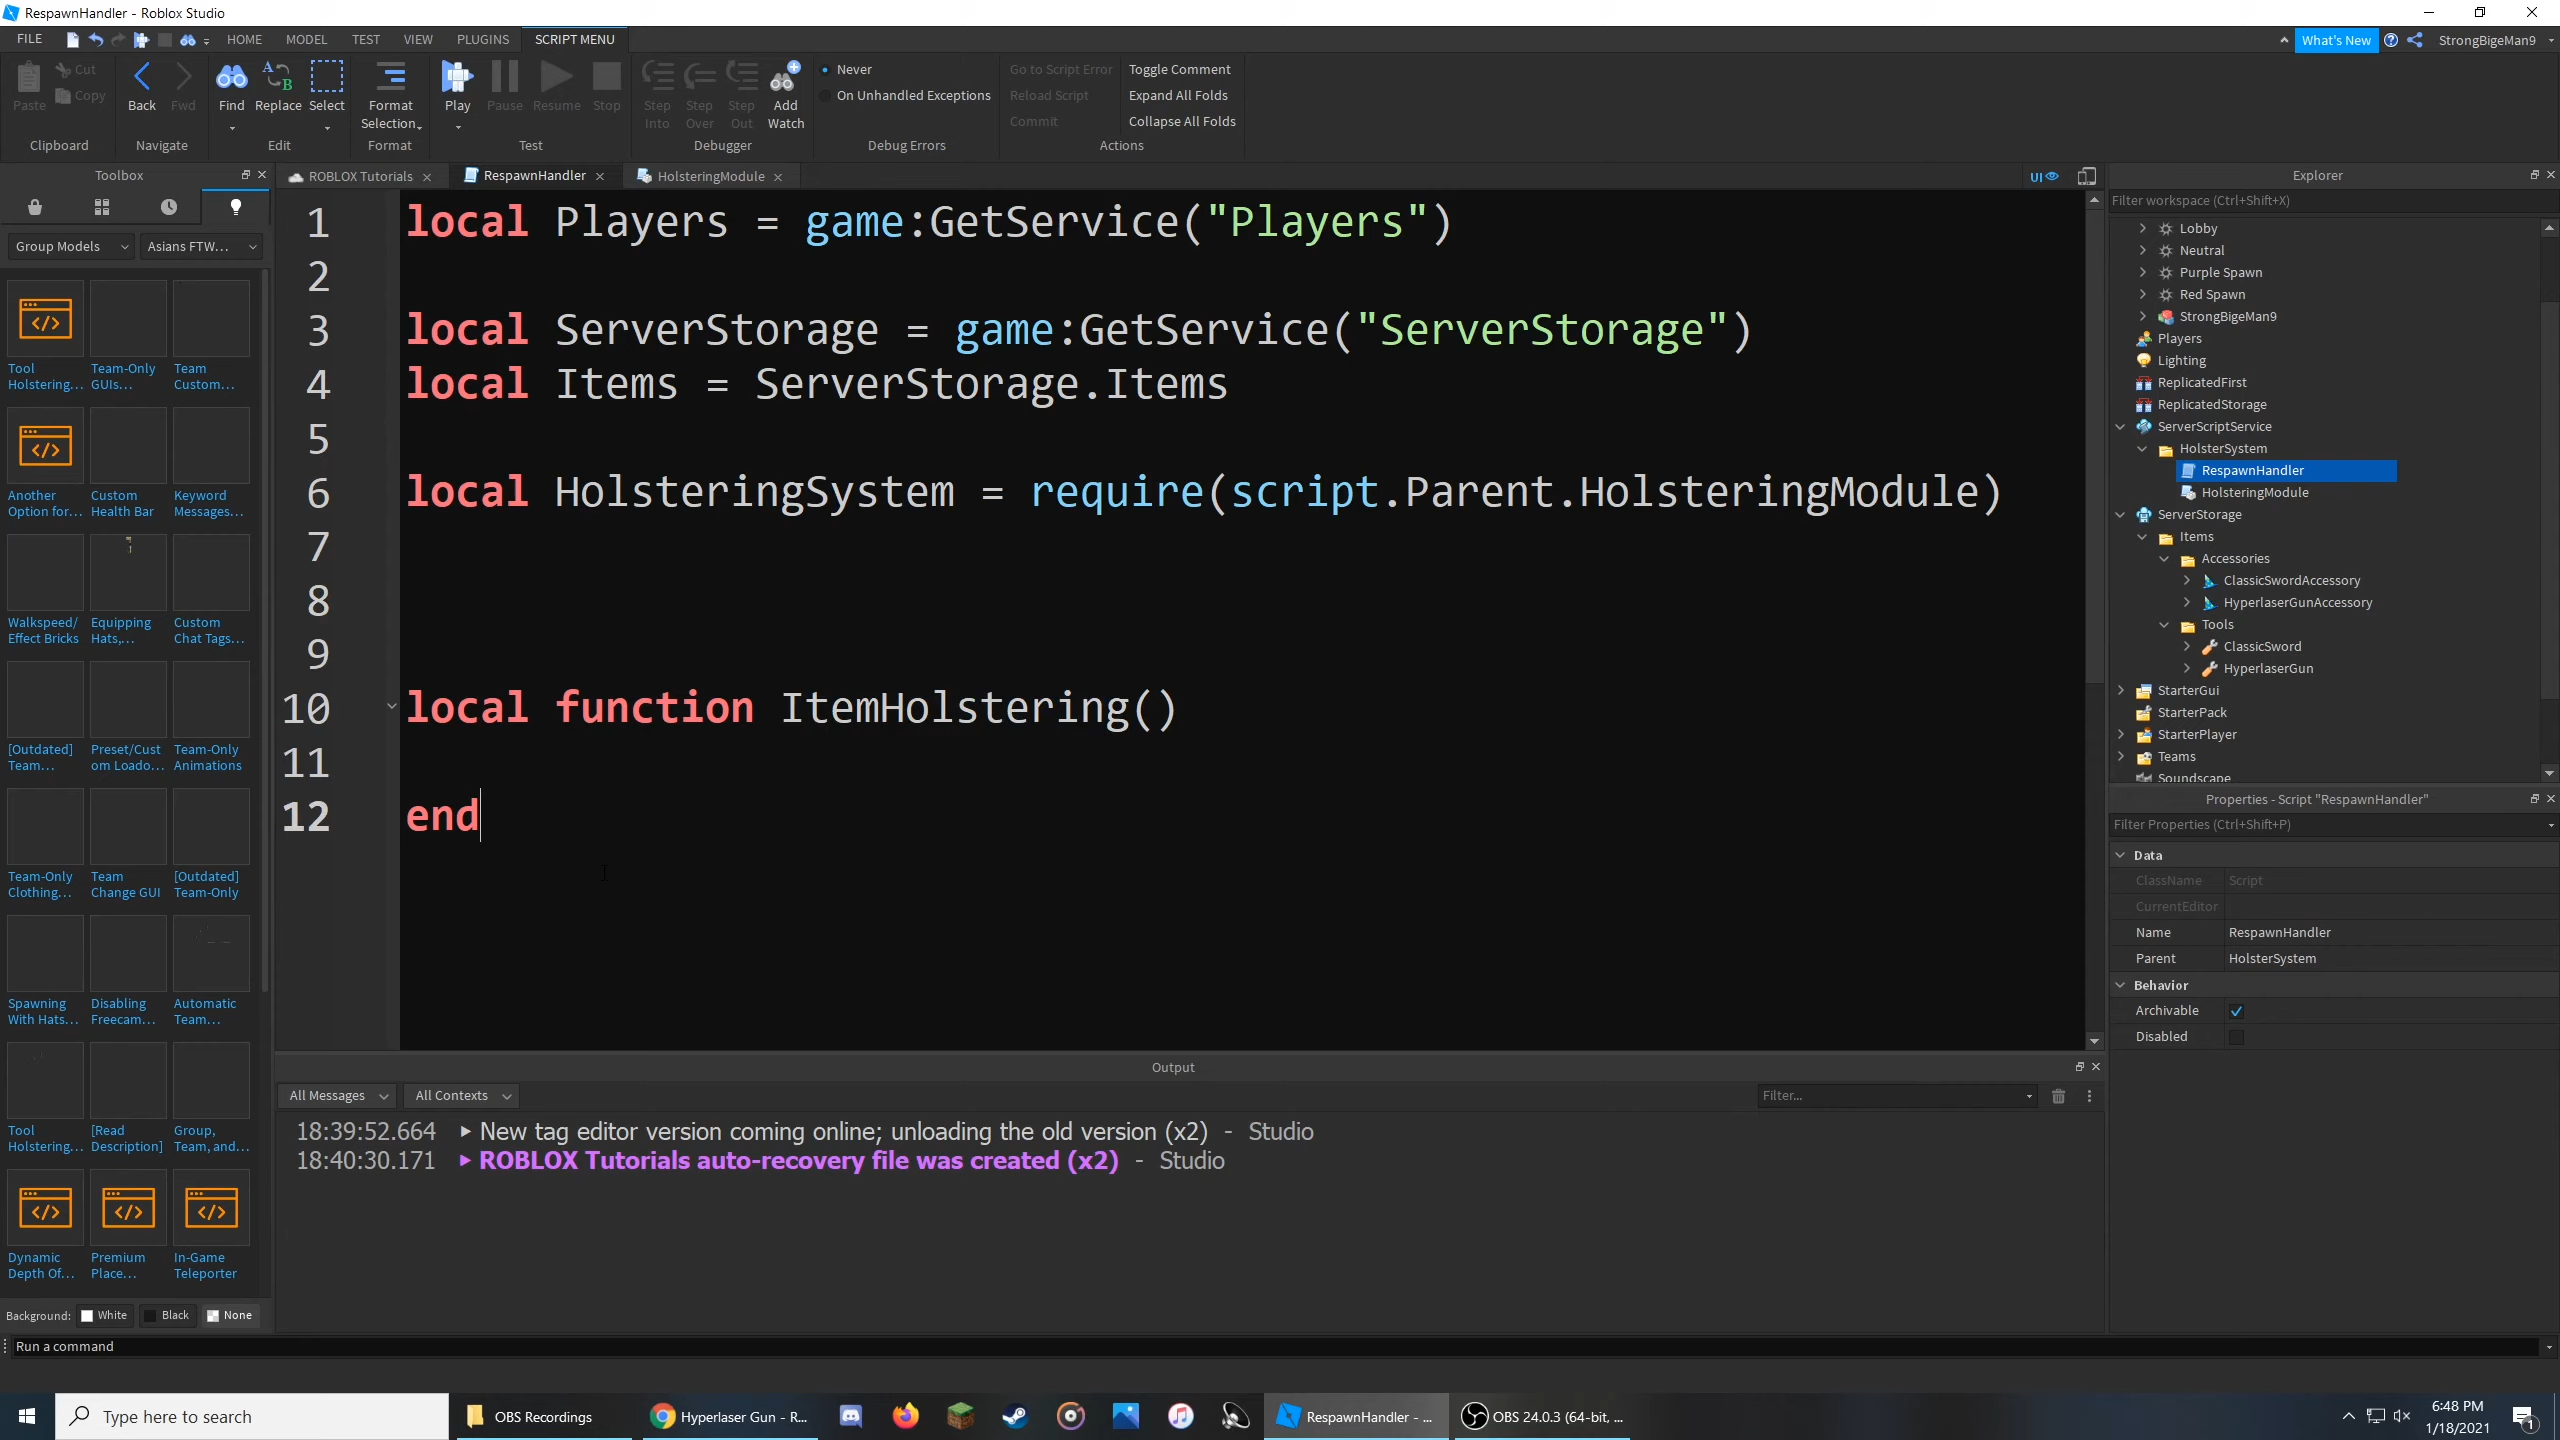 RespawnHandler - Roblox Studio
FILE HOME MODEL TEST VIEW PLUGINS SCRIPT MENU What's New StrongBigeMan9
Cut Never Go to Script Error Toggle Comment
Paste Copy Back Fwd Find Replace Select Format Selection Play Pause Resume Stop Step Into Step Over Step Out Add Watch On Unhandled Exceptions Reload Script Expand All Folds
Commit Collapse All Folds
Clipboard Navigate Edit Format Test Debugger Debug Errors Actions
Toolbox
Group Models Asians FTW...
Tool Team-Only Team
Holstering... GUIs... Custom...
Another Custom Keyword
Option for... Health Bar Messages...
Walkspeed/ Equipping Custom
Effect Bricks Hats,... Chat Tags...
[Outdated] Preset/Cust Team-Only
Team... om Loado... Animations
Team-Only Team [Outdated]
Clothing... Change GUI Team-Only
Spawning Disabling Automatic
With Hats... Freecam... Team...
Tool [Read Group,
Holstering... Description] Team, and...
Dynamic Premium In-Game
Depth Of... Place... Teleporter
Background: White Black None
ROBLOX Tutorials RespawnHandler HolsteringModule UI
1 local Players = game:GetService("Players")
2
3 local ServerStorage = game:GetService("ServerStorage")
4 local Items = ServerStorage.Items
5
6 local HolsteringSystem = require(script.Parent.HolsteringModule)
7
8
9
10 local function ItemHolstering()
11
12 end
Output
All Messages All Contexts Filter...
18:39:52.664 New tag editor version coming online; unloading the old version (x2) - Studio
18:40:30.171 ROBLOX Tutorials auto-recovery file was created (x2) - Studio
Explorer
Filter workspace (Ctrl+Shift+X)
Lobby
Neutral
Purple Spawn
Red Spawn
StrongBigeMan9
Players
Lighting
ReplicatedFirst
ReplicatedStorage
ServerScriptService
HolsterSystem
RespawnHandler
HolsteringModule
ServerStorage
Items
Accessories
ClassicSwordAccessory
HyperlaserGunAccessory
Tools
ClassicSword
HyperlaserGun
StarterGui
StarterPack
StarterPlayer
Teams
Soundscape
Properties - Script "RespawnHandler"
Filter Properties (Ctrl+Shift+P)
Data
ClassName Script
CurrentEditor
Name RespawnHandler
Parent HolsterSystem
Behavior
Archivable
Disabled
Run a command
Type here to search OBS Recordings Hyperlaser Gun - R... RespawnHandler - ... OBS 24.0.3 (64-bit, ... 6:48 PM
1/18/2021
1